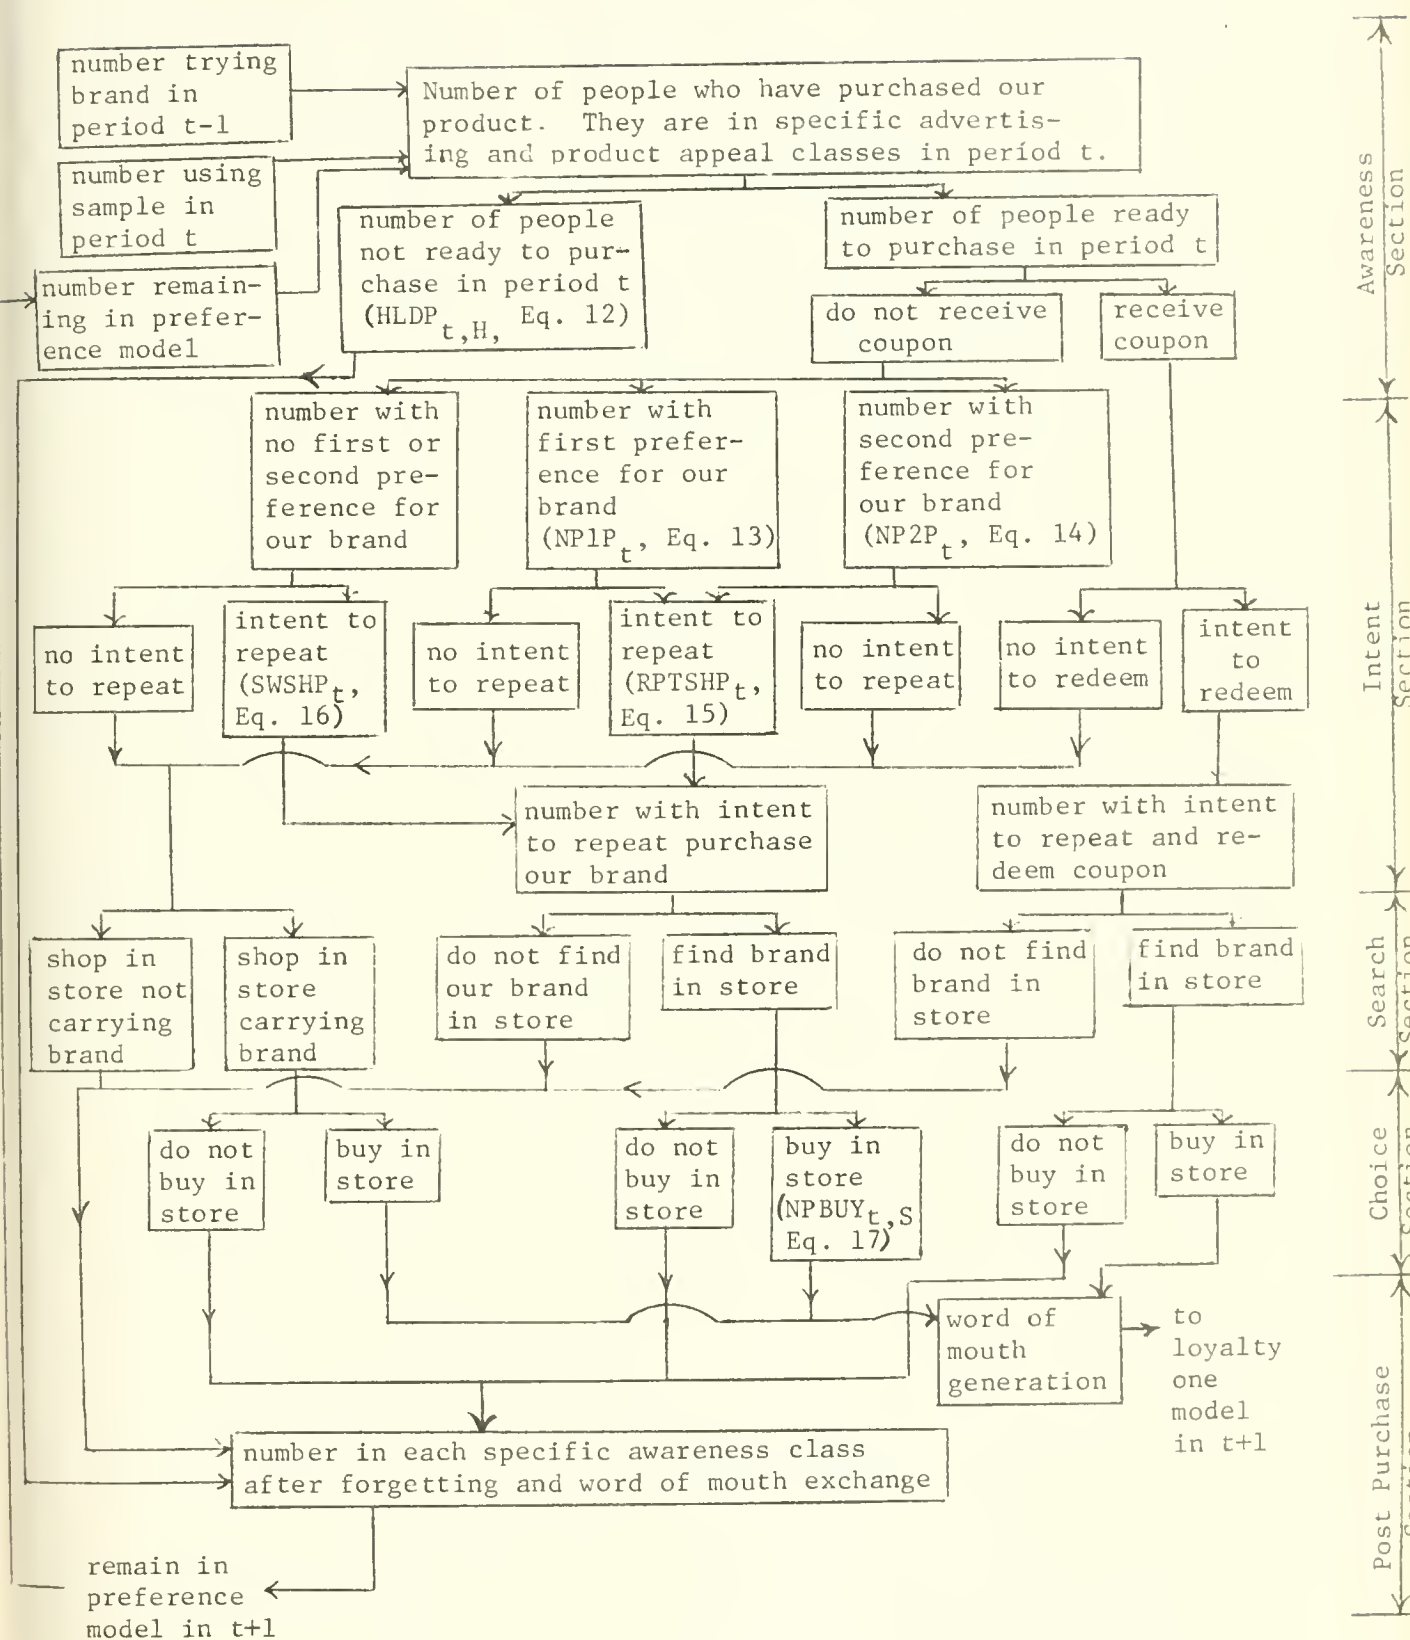 number trying
brand in
period t-1
Number of people who have purchased our
product. They are in specific advertis-
ing and product appeal classes in period t.
number using
sample in
period t
number remain-
ing in prefer-
ence model
number of people
not ready to pur-
chase in period t
(HLDP t,H, Eq. 12)
number of people ready
to purchase in period t
do not receive
coupon
receive
coupon
Awareness
Section
number with
no first or
second pre-
ference for
our brand
number with
first prefer-
ence for our
brand
(NP1P t, Eq. 13)
number with
second pre-
ference for
our brand
(NP2P t, Eq. 14)
no intent
to repeat
intent to
repeat
(SWSHP t,
Eq. 16)
no intent
to repeat
intent to
repeat
(RPTSHP t,
Eq. 15)
no intent
to repeat
no intent
to redeem
intent
to
redeem
number with intent
to repeat purchase
our brand
number with intent
to repeat and re-
deem coupon
Intent
Section
shop in
store not
carrying
brand
shop in
store
carrying
brand
do not find
our brand
in store
find brand
in store
do not find
brand in
store
find brand
in store
Search
Section
do not
buy in
store
buy in
store
do not
buy in
store
buy in
store
(NPBUY t,S
Eq. 17)
do not
buy in
store
buy in
store
Choice
Section
word of
mouth
generation
to
loyalty
one
model
in t+1
number in each specific awareness class
after forgetting and word of mouth exchange
remain in
preference
model in t+1
Post Purchase